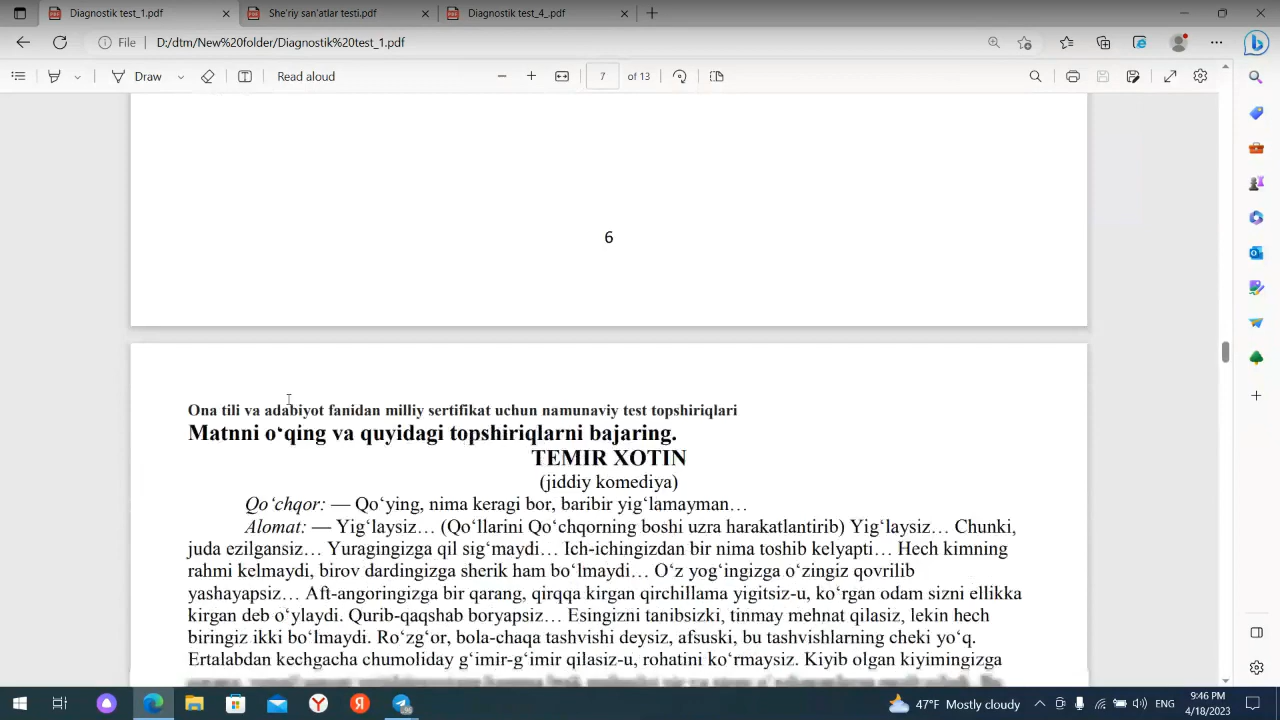 Diagnostik test_1.pdf
She'riy san'atlar testi.pdf
Diagnostik test_4_.pdf
File
D:/dtm/New%20folder/Diagnostik%20test_1.pdf
Draw
Read aloud
7
of 13
6
Ona tili va adabiyot fanidan milliy sertifikat uchun namunaviy test topshiriqlari
Matnni o‘qing va quyidagi topshiriqlarni bajaring.
TEMIR XOTIN
(jiddiy komediya)
Qo‘chqor: — Qo‘ying, nima keragi bor, baribir yig‘lamayman…
Alomat: — Yig‘laysiz… (Qo‘llarini Qo‘chqorning boshi uzra harakatlantirib) Yig‘laysiz… Chunki,
juda ezilgansiz… Yuragingizga qil sig‘maydi… Ich-ichingizdan bir nima toshib kelyapti… Hech kimning
rahmi kelmaydi, birov dardingizga sherik ham bo‘lmaydi… O‘z yog‘ingizga o‘zingiz qovrilib
yashayapsiz… Aft-angoringizga bir qarang, qirqqa kirgan qirchillama yigitsiz-u, ko‘rgan odam sizni ellikka
kirgan deb o‘ylaydi. Qurib-qaqshab boryapsiz… Esingizni tanibsizki, tinmay mehnat qilasiz, lekin hech
biringiz ikki bo‘lmaydi. Ro‘zg‘or, bola-chaqa tashvishi deysiz, afsuski, bu tashvishlarning cheki yo‘q.
Ertalabdan kechgacha chumoliday g‘imir-g‘imir qilasiz-u, rohatini ko‘rmaysiz. Kiyib olgan kiyimingizga
47°F Mostly cloudy
ENG
9:46 PM
4/18/2023